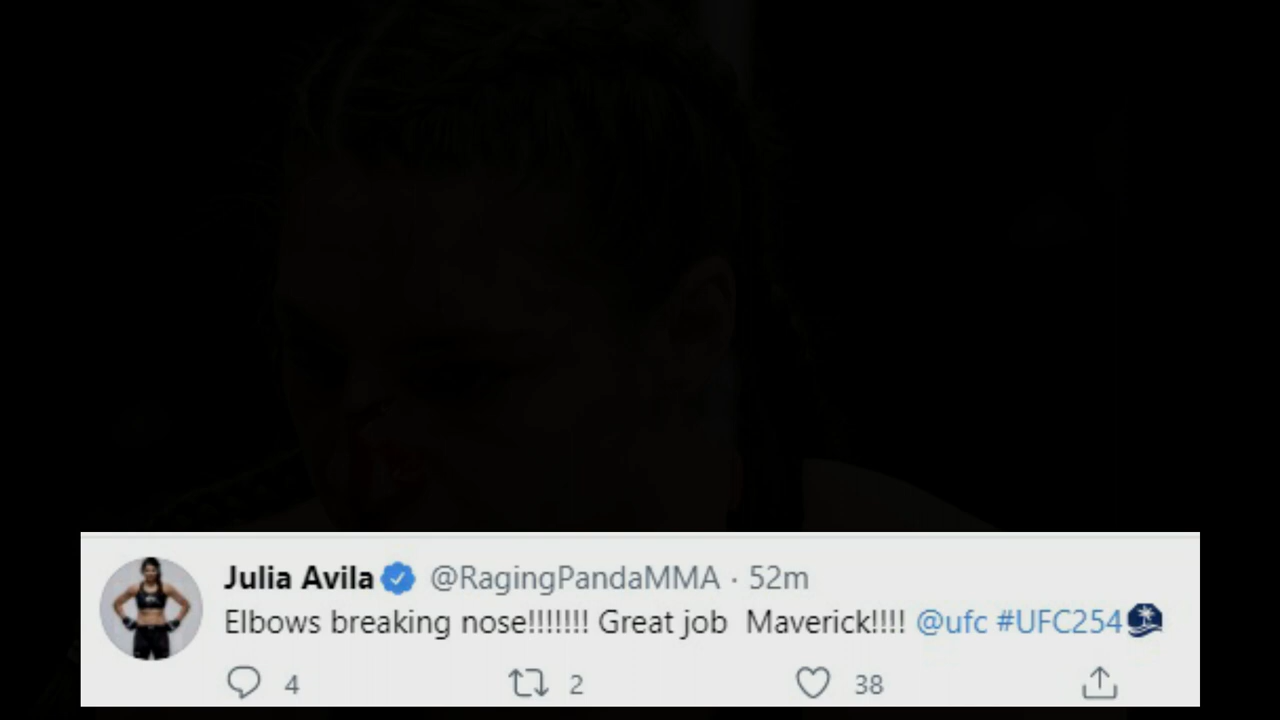 Julia Avila @RagingPandaMMA · 52m
Elbows breaking nose!!!!!!! Great job  Maverick!!!! @ufc #UFC254
4 2 38